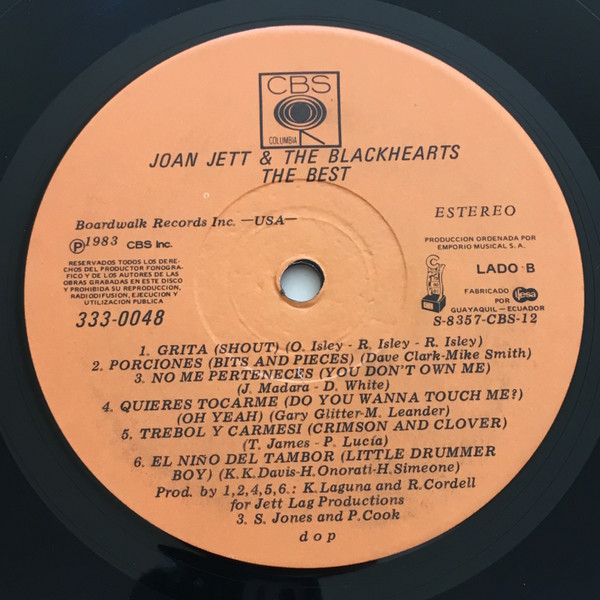 CBS
COLUMBIA
JOAN JETT & THE BLACKHEARTS
THE BEST
Boardwalk Records Inc. —USA—
Ⓟ1983 CBS Inc.
RESERVADOS TODOS LOS DERE-
CHOS DEL PRODUCTOR FONOGRA-
FICO Y DE LOS AUTORES DE LAS
OBRAS GRABADAS EN ESTE DISCO
Y PROHIBIDA SU REPRODUCCION,
RADIODIFUSION, EJECUCION Y
UTILIZACION PUBLICA
333-0048
ESTEREO
PRODUCCION ORDENADA POR
EMPORIO MUSICAL S.A.
LADO B
FABRICADO
POR
GUAYAQUIL — ECUADOR
S-8357-CBS-12
1. GRITA (SHOUT) (O. Isley - R. Isley - R. Isley)
2. PORCIONES (BITS AND PIECES) (Dave Clark-Mike Smith)
3. NO ME PERTENECES (YOU DON'T OWN ME)
(J. Madara - D. White)
4. QUIERES TOCARME (DO YOU WANNA TOUCH ME?)
(OH YEAH) (Gary Glitter-M. Leander)
5. TREBOL Y CARMESI (CRIMSON AND CLOVER)
(T. James - P. Lucía)
6. EL NIÑO DEL TAMBOR (LITTLE DRUMMER
BOY) (K.K.Davis-H.Onorati-H.Simeone)
Prod. by 1,2,4,5,6.: K.Laguna and R.Cordell
for Jett Lag Productions
3. S. Jones and P.Cook
d o p